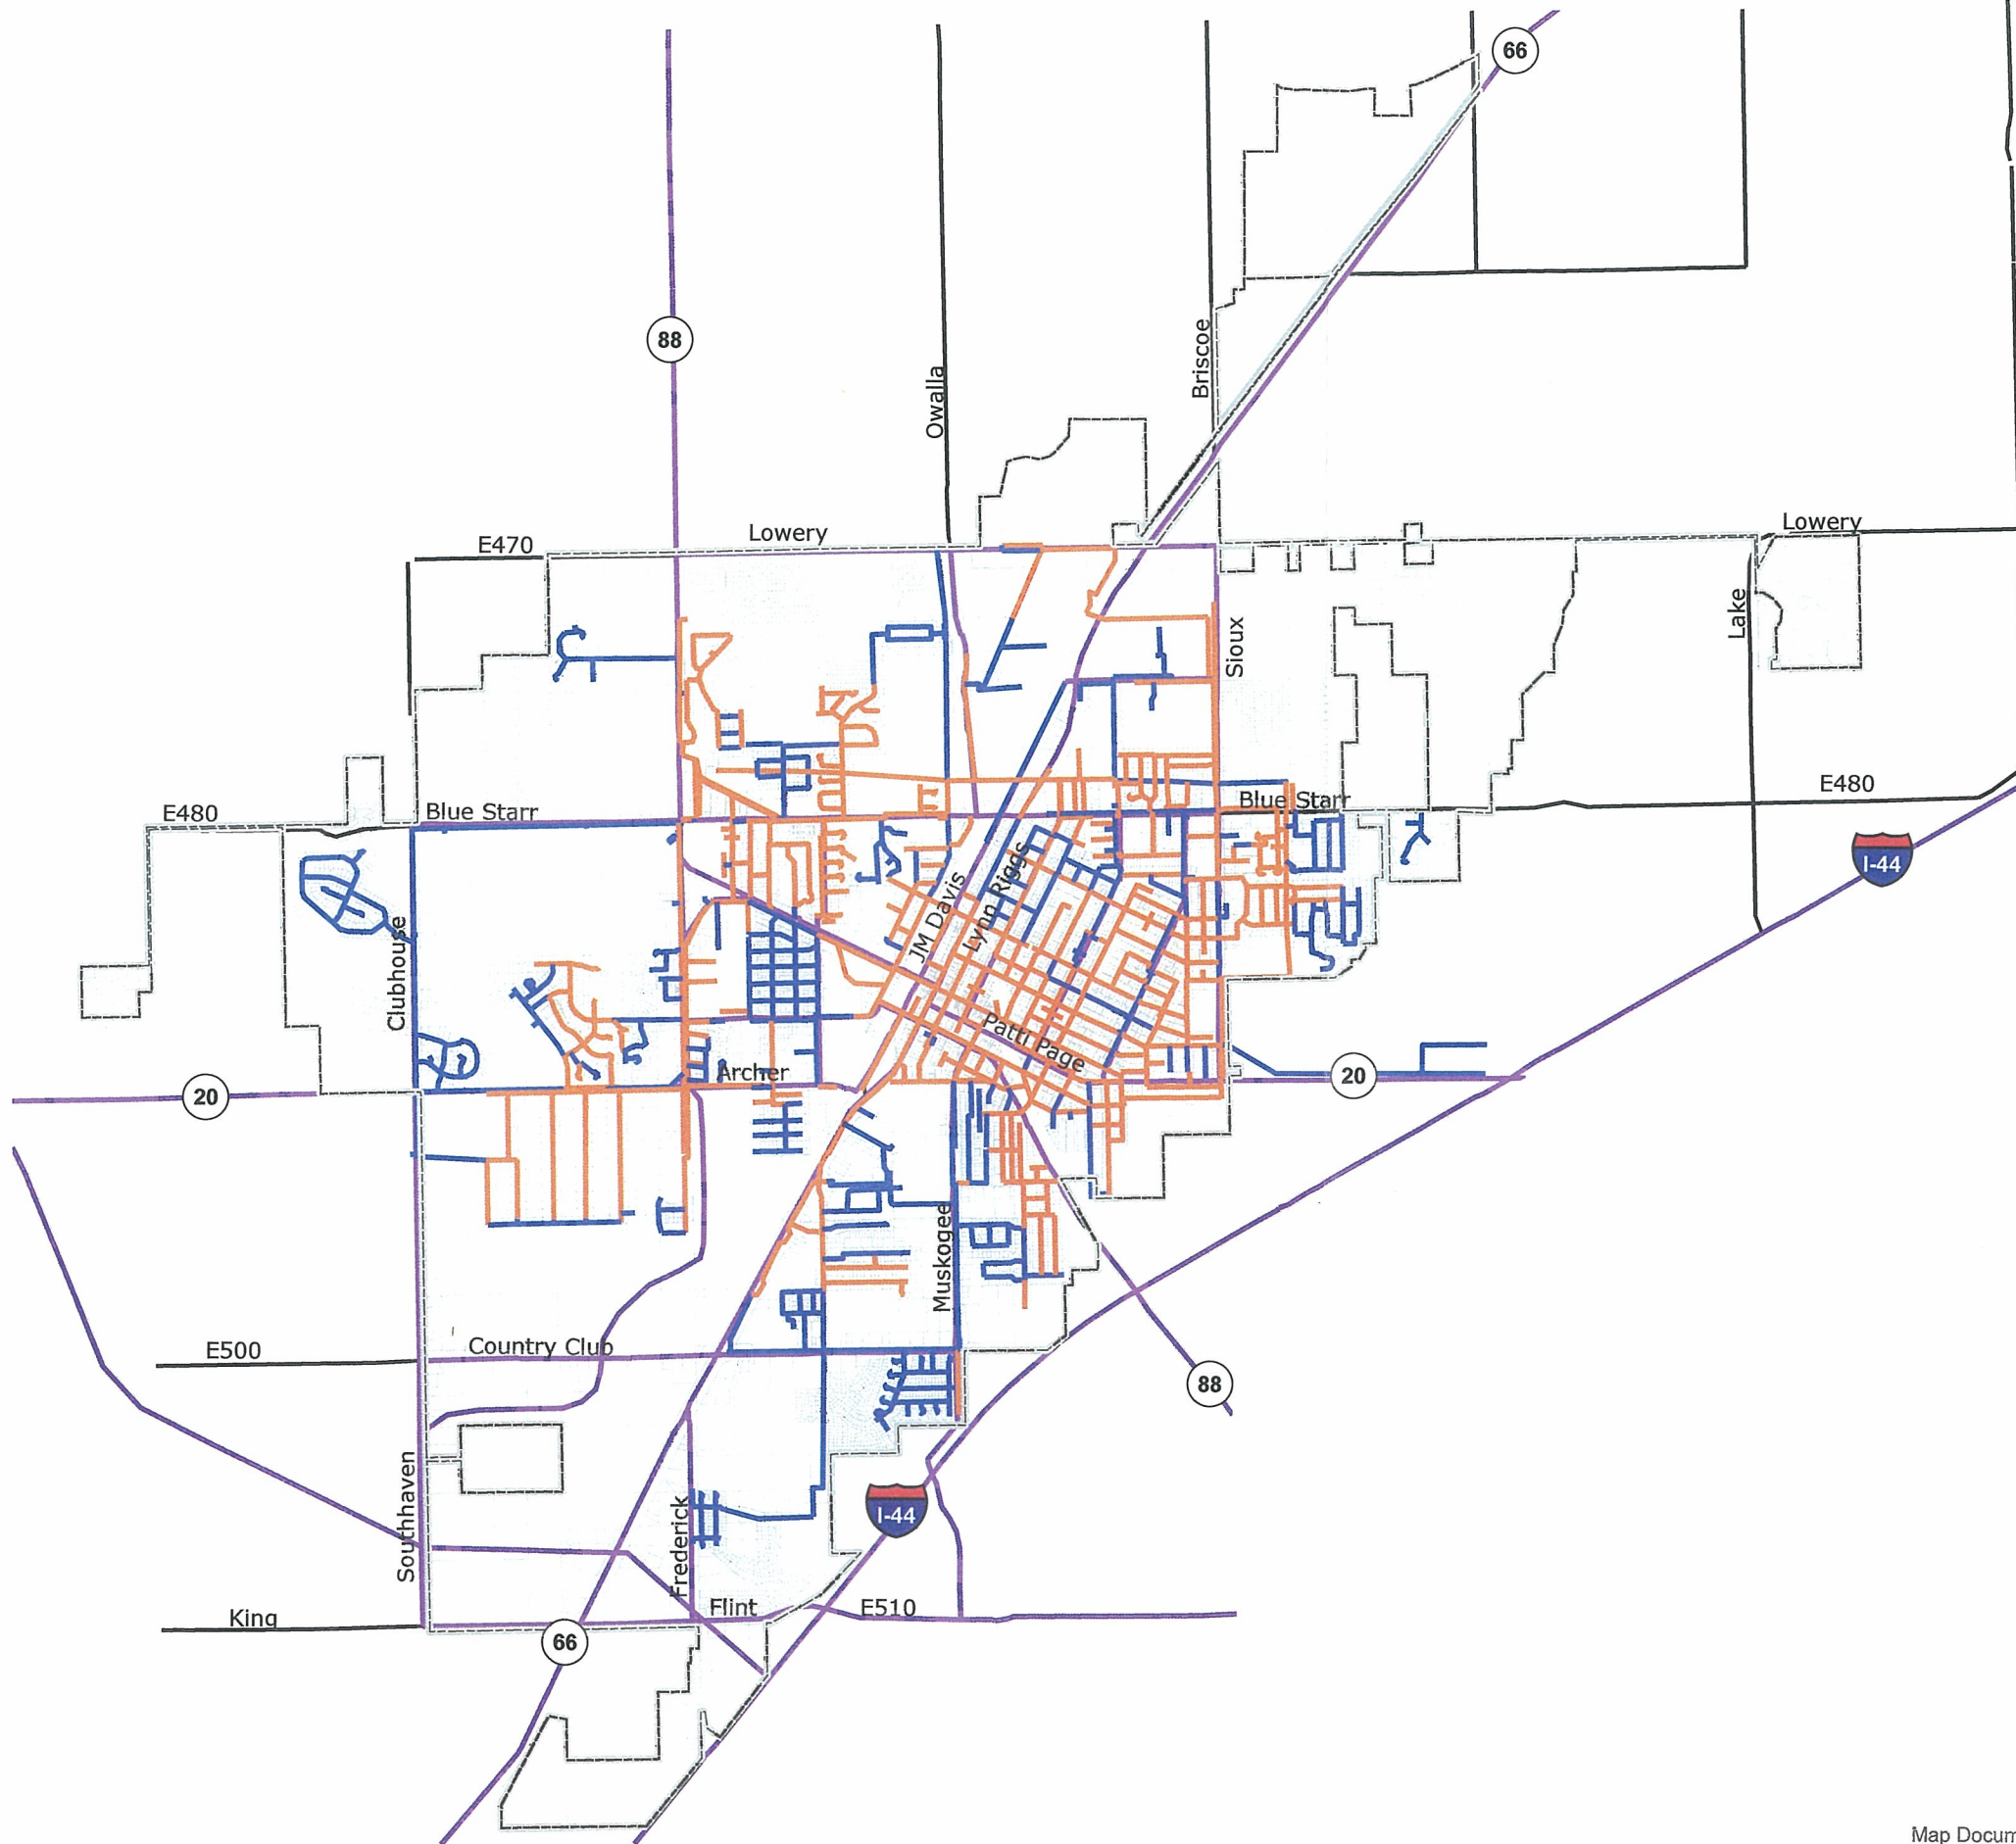 66
88
Briscoe
Owalla
Lowery
Lowery
E470
Lake
Sioux
E480
Blue Starr
Blue Starr
E480
I-44
JM Davis
Lynn Riggs
Clubhouse
Patti Page
Archer
20
20
Muskogee
E500
Country Club
88
Southhaven
I-44
Frederick
Flint
E510
King
66
Map Docum